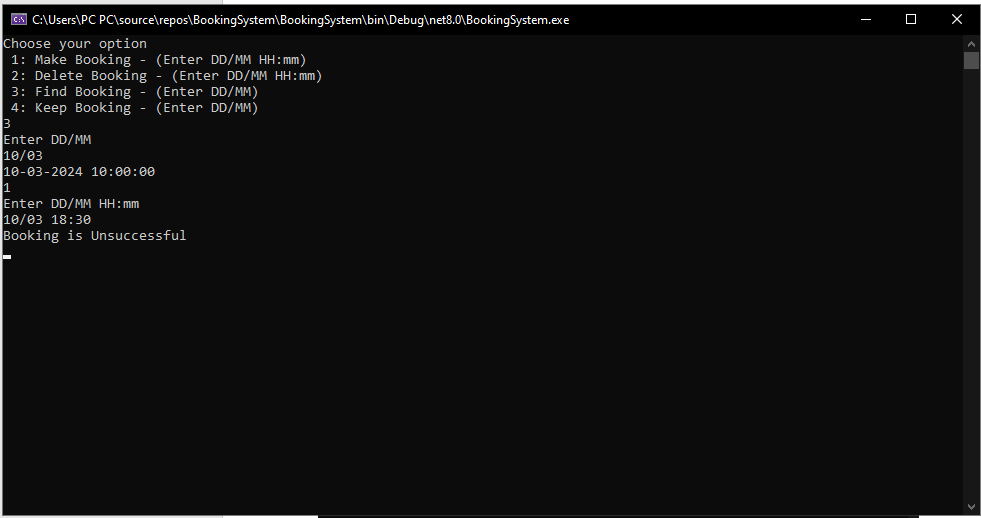 C:\Users\PC PC\source\repos\BookingSystem\BookingSystem\bin\Debug\net8.0\BookingSystem.exe
Choose your option
 1: Make Booking - (Enter DD/MM HH:mm)
 2: Delete Booking - (Enter DD/MM HH:mm)
 3: Find Booking - (Enter DD/MM)
 4: Keep Booking - (Enter DD/MM)
3
Enter DD/MM
10/03
10-03-2024 10:00:00
1
Enter DD/MM HH:mm
10/03 18:30
Booking is Unsuccessful